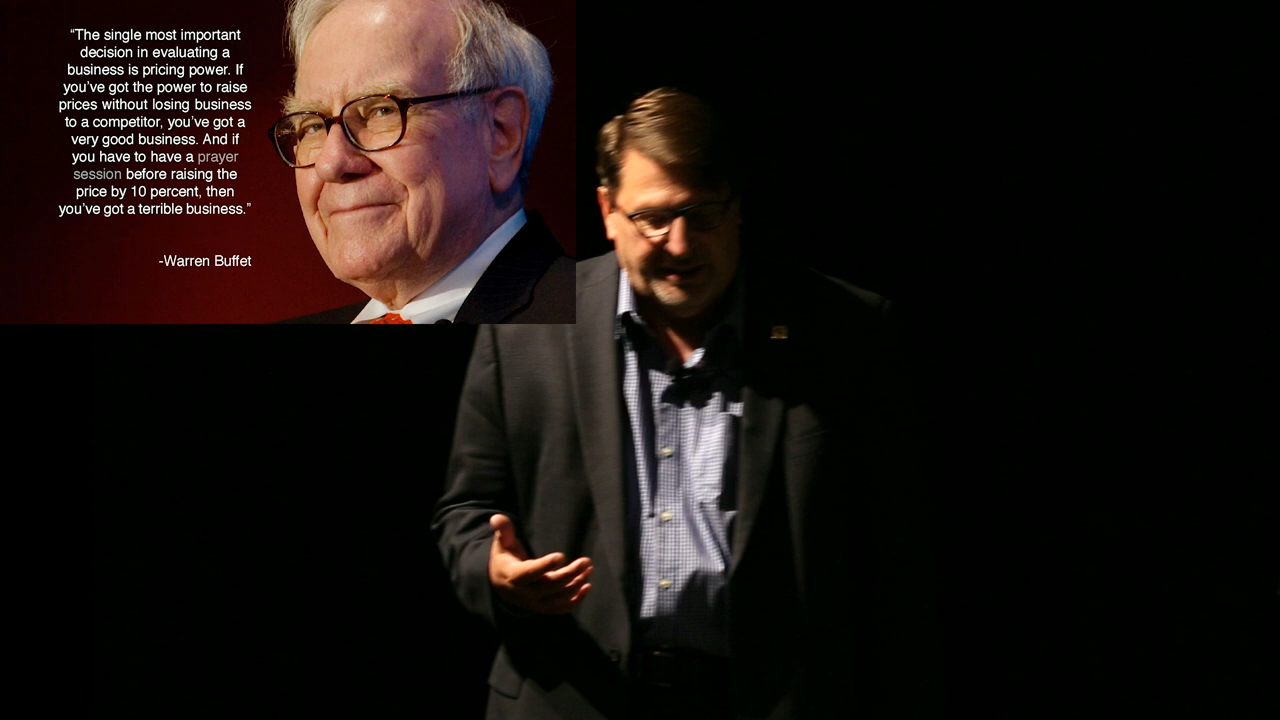 “The single most important
decision in evaluating a
business is pricing power. If
you’ve got the power to raise
prices without losing business
to a competitor, you’ve got a
very good business. And if
you have to have a prayer
session before raising the
price by 10 percent, then
you’ve got a terrible business.”
-Warren Buffet